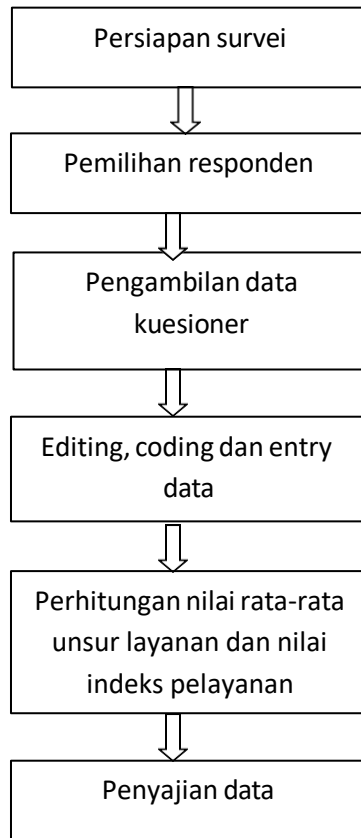 Persiapan survei
Pemilihan responden
Pengambilan data
kuesioner
Editing, coding dan entry
data
Perhitungan nilai rata-rata
unsur layanan dan nilai
indeks pelayanan
Penyajian data